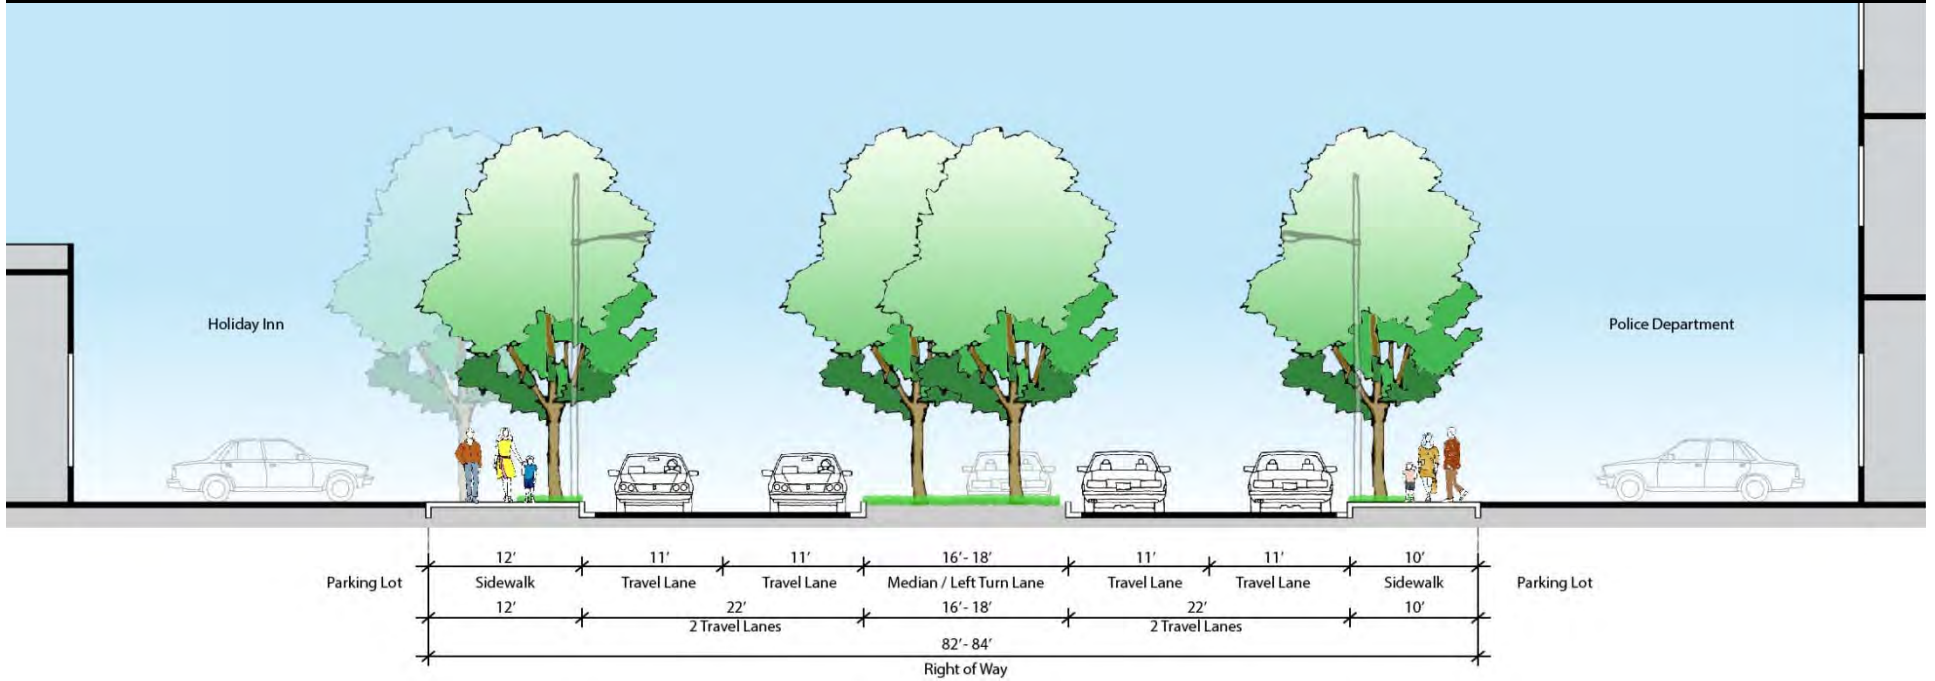 Holiday Inn
Police Department
12′ 11′ 11′ 16′- 18′ 11′ 11′ 10′
Parking Lot Sidewalk Travel Lane Travel Lane Median / Left Turn Lane Travel Lane Travel Lane Sidewalk Parking Lot
12′ 22′ 16′- 18′ 22′ 10′
2 Travel Lanes 2 Travel Lanes
82′- 84′
Right of Way